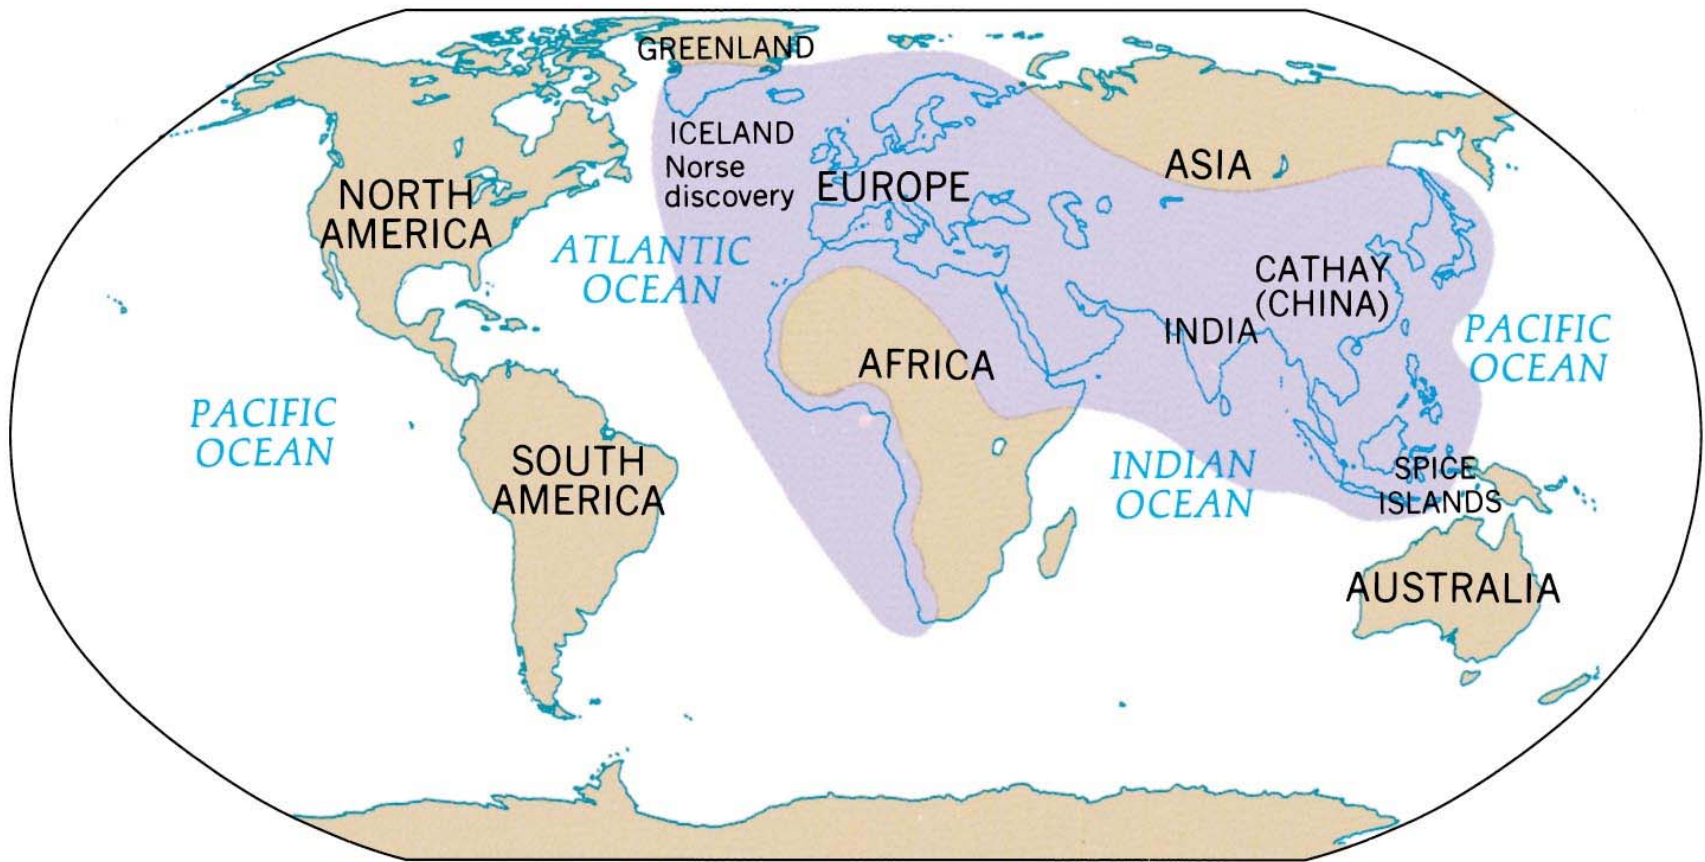 GREENLAND
ICELAND
Norse
discovery
EUROPE
ASIA
NORTH
AMERICA
ATLANTIC
OCEAN
CATHAY
(CHINA)
INDIA
PACIFIC
OCEAN
AFRICA
PACIFIC
OCEAN
SOUTH
AMERICA
INDIAN
OCEAN
SPICE
ISLANDS
AUSTRALIA